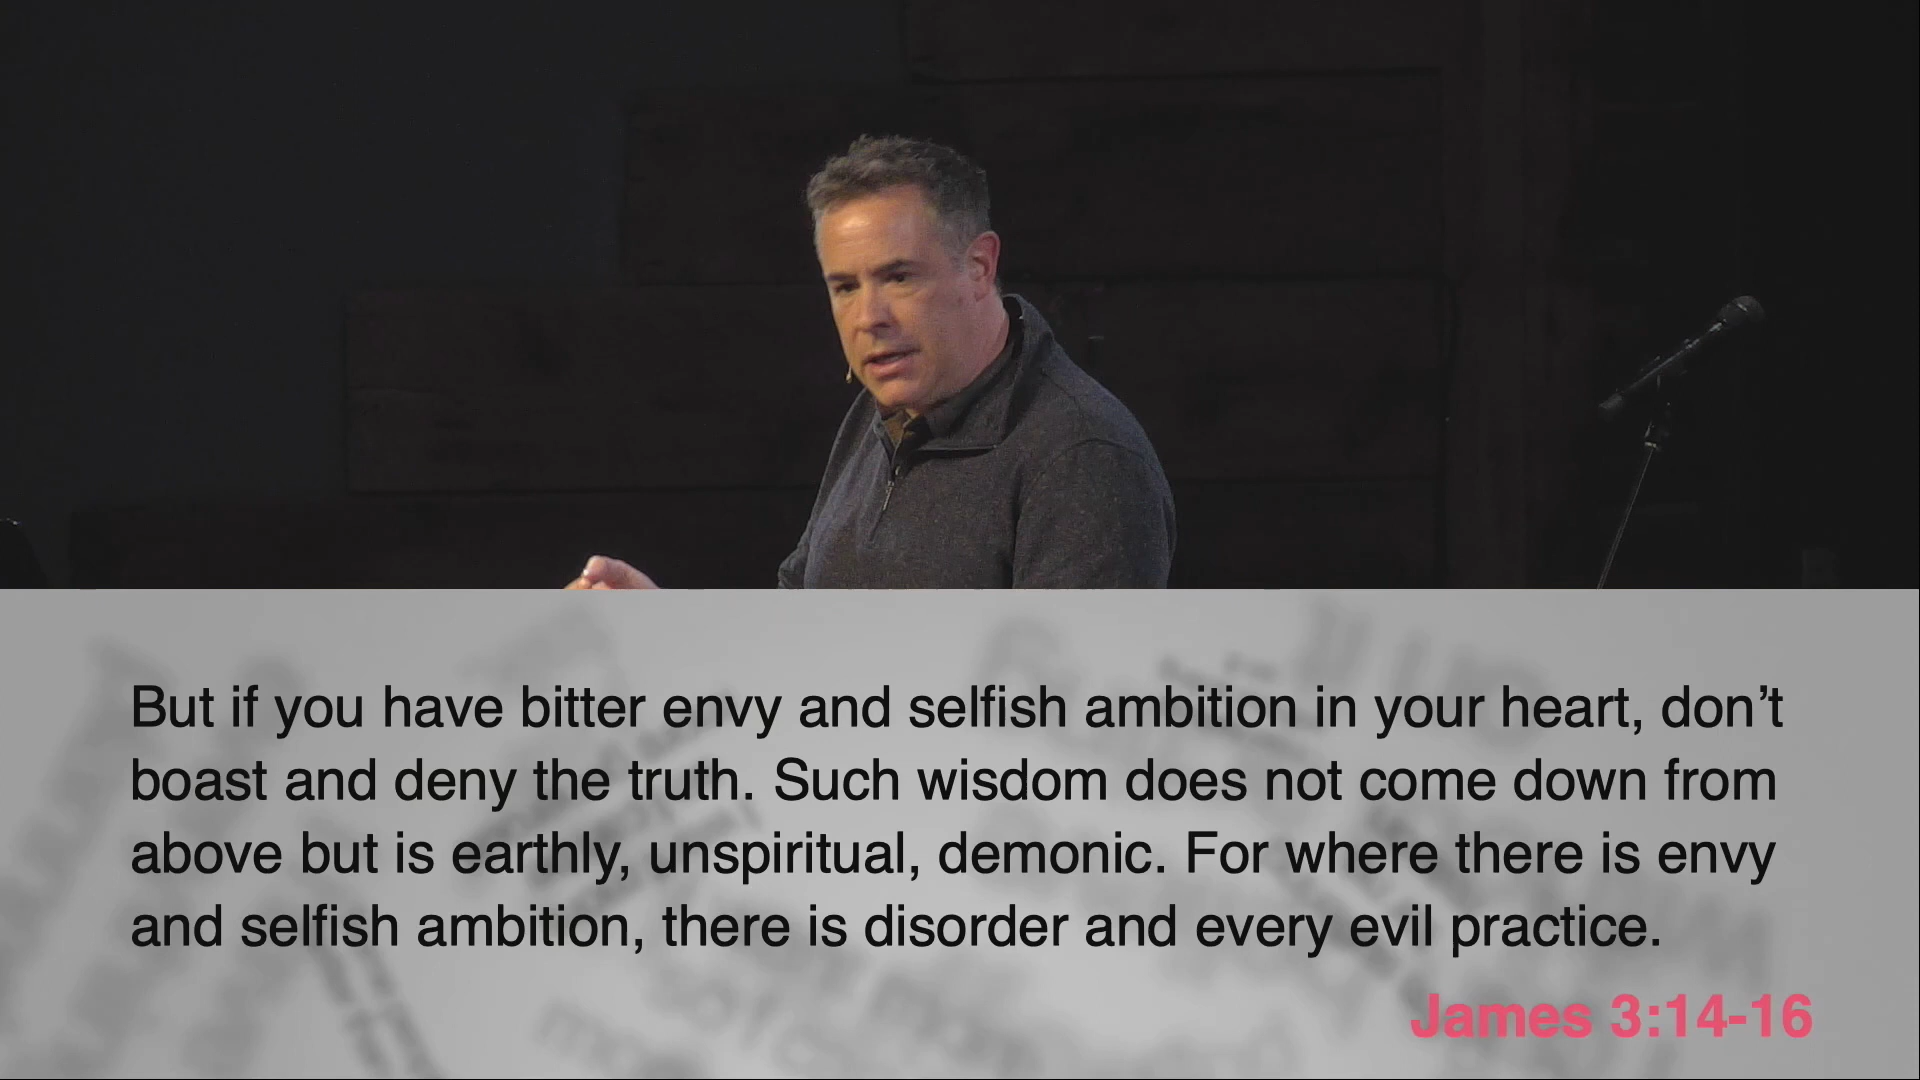 But if you have bitter envy and selfish ambition in your heart, don’t
boast and deny the truth. Such wisdom does not come down from
above but is earthly, unspiritual, demonic. For where there is envy
and selfish ambition, there is disorder and every evil practice.
James 3:14-16